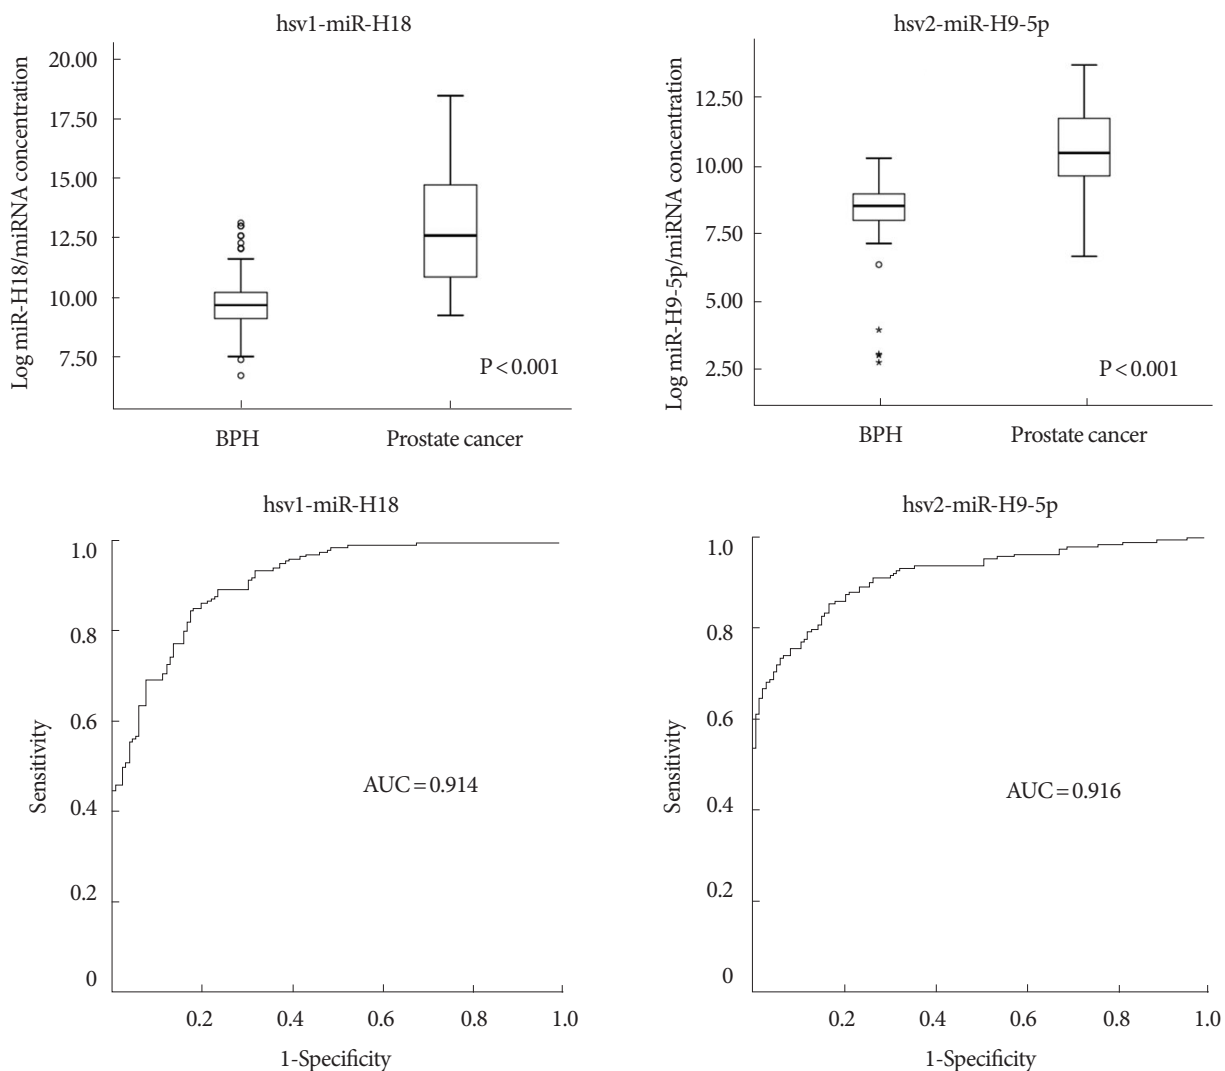 hsv1-miR-H18
Log miR-H18/miRNA concentration
20.00
17.50
15.00
12.50
10.00
7.50
P < 0.001
BPH
Prostate cancer
hsv2-miR-H9-5p
Log miR-H9-5p/miRNA concentration
12.50
10.00
7.50
5.00
2.50
P < 0.001
BPH
Prostate cancer
hsv1-miR-H18
Sensitivity
1.0
0.8
0.6
0.4
0.2
0
AUC = 0.914
0.2
0.4
0.6
0.8
1.0
1-Specificity
hsv2-miR-H9-5p
Sensitivity
1.0
0.8
0.6
0.4
0.2
0
AUC = 0.916
0.2
0.4
0.6
0.8
1.0
1-Specificity